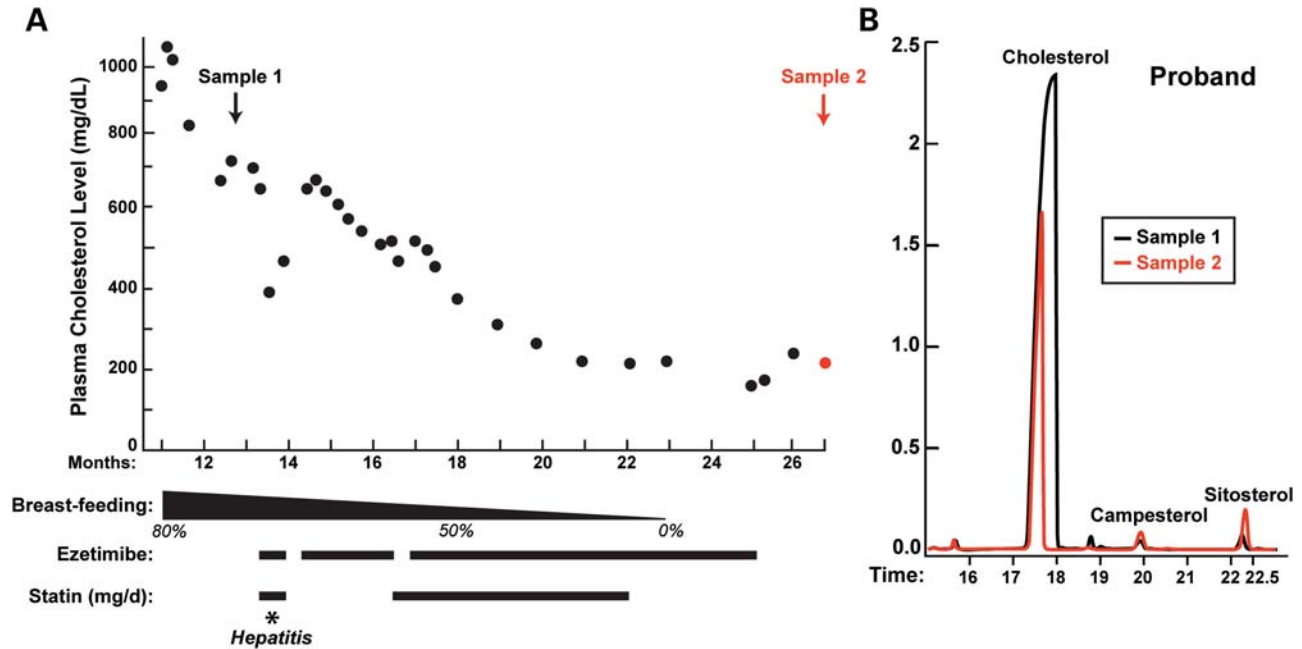 A
Plasma Cholesterol Level (mg/dL)
1000
800
600
400
200
0
Sample 1
Sample 2
Months: 12 14 16 18 20 22 24 26
Breast-feeding:
80% 50% 0%
Ezetimibe:
Statin (mg/d):
*
Hepatitis
B
2.5
2
1.5
1.0
0.5
0.0
Cholesterol
Proband
Sample 1
Sample 2
Campesterol
Sitosterol
Time: 16 17 18 19 20 21 22 22.5